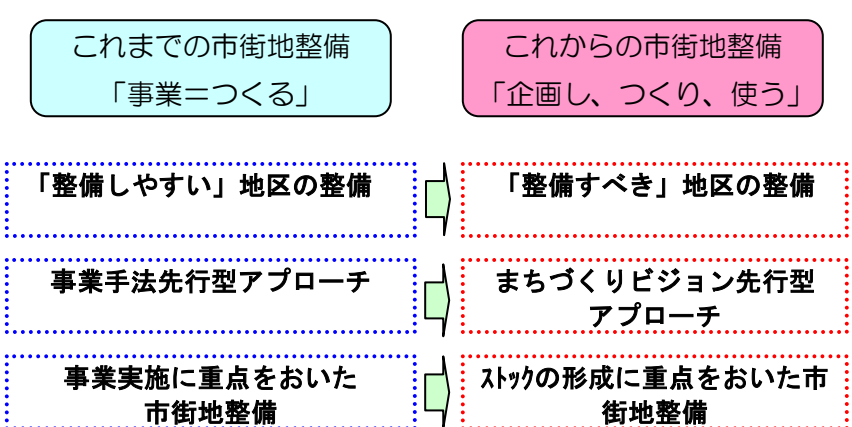 これまでの市街地整備
「事業＝つくる」
これからの市街地整備
「企画し、つくり、使う」
「整備しやすい」地区の整備
「整備すべき」地区の整備
事業手法先行型アプローチ
まちづくりビジョン先行型
アプローチ
事業実施に重点をおいた
市街地整備
ｽﾄｯｸの形成に重点をおいた市
街地整備